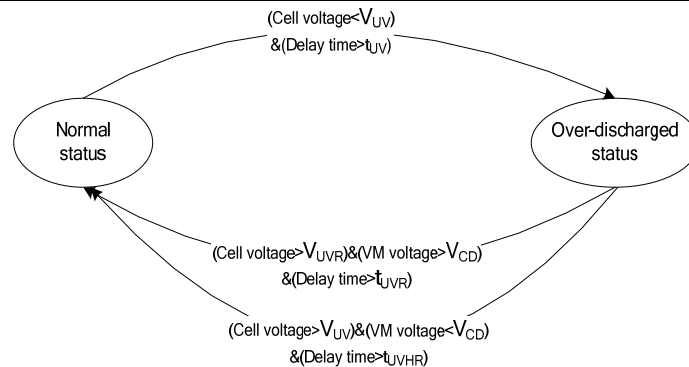 (Cell voltage<VUV)
&(Delay time>tUV)
Normal
status
Over-discharged
status
(Cell voltage>VUVR)&(VM voltage>VCD)
&(Delay time>tUVR)
(Cell voltage>VUV)&(VM voltage<VCD)
&(Delay time>tUVHR)